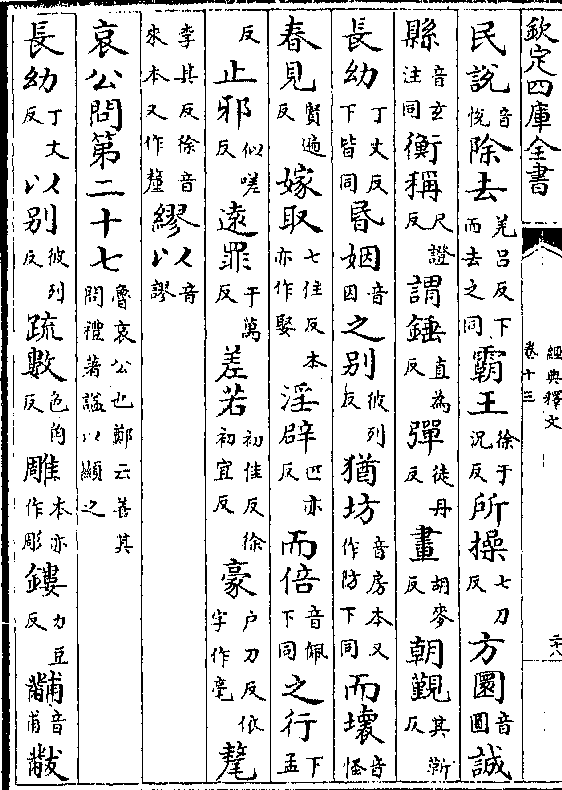 欽定四庫全書
經典釋文
卷十三
二十八
民說音悅除去羌呂反下而去之同霸王徐于況反所操七刀反方圜音圓誠
縣音玄注同衡稱尺證反謂錘直為反彈徒丹反畫胡麥反朝覲其靳反
長幼丁丈反下皆同昬姻音因之别彼列反猶坊音房本又作防下同而壞音怪
春見賢遍反嫁取七住反本亦作娶淫辟匹亦反而倍音佩下同之行下孟
反止邪似嗟反逺罪于萬反差若初佳反徐初宜反豪户刀反依字作毫氂
李其反徐音來本又作釐繆以音以謬
哀公問第二十七魯哀公也鄭云善其問禮著謚以顯之
長幼丁丈反以别彼列反疏數色角反雕本亦作彫鏤力豆反黼音甫黻